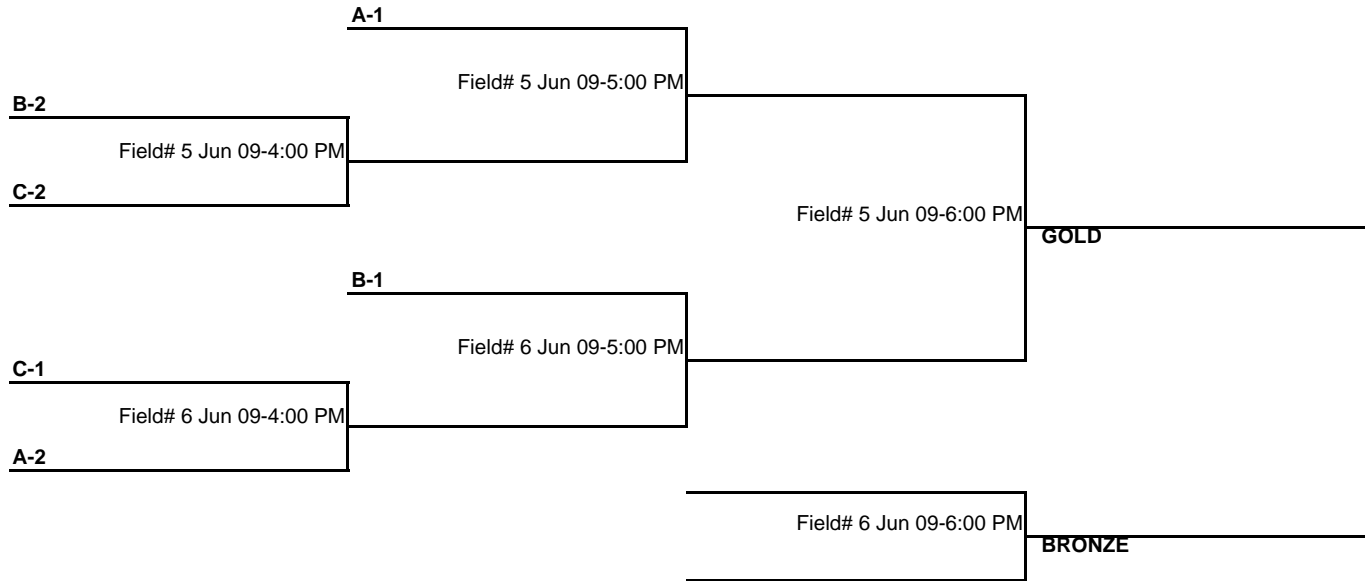 A-1
Field# 5 Jun 09-5:00 PM
B-2
Field# 5 Jun 09-4:00 PM
C-2
Field# 5 Jun 09-6:00 PM
GOLD
B-1
Field# 6 Jun 09-5:00 PM
C-1
Field# 6 Jun 09-4:00 PM
A-2
Field# 6 Jun 09-6:00 PM
BRONZE